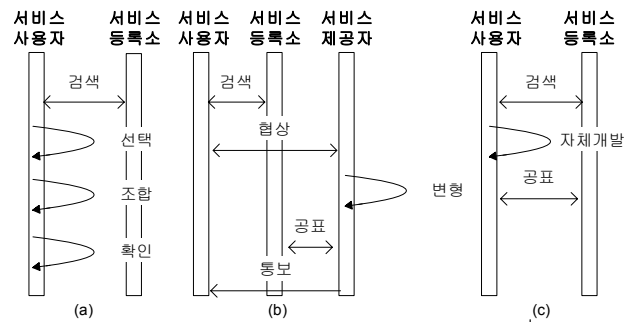 서비스 사용자
서비스 등록소
검색
선택
조합
확인
(a)
서비스 사용자
서비스 등록소
서비스 제공자
검색
협상
변형
공표
통보
(b)
서비스 사용자
서비스 등록소
검색
자체개발
공표
(c)